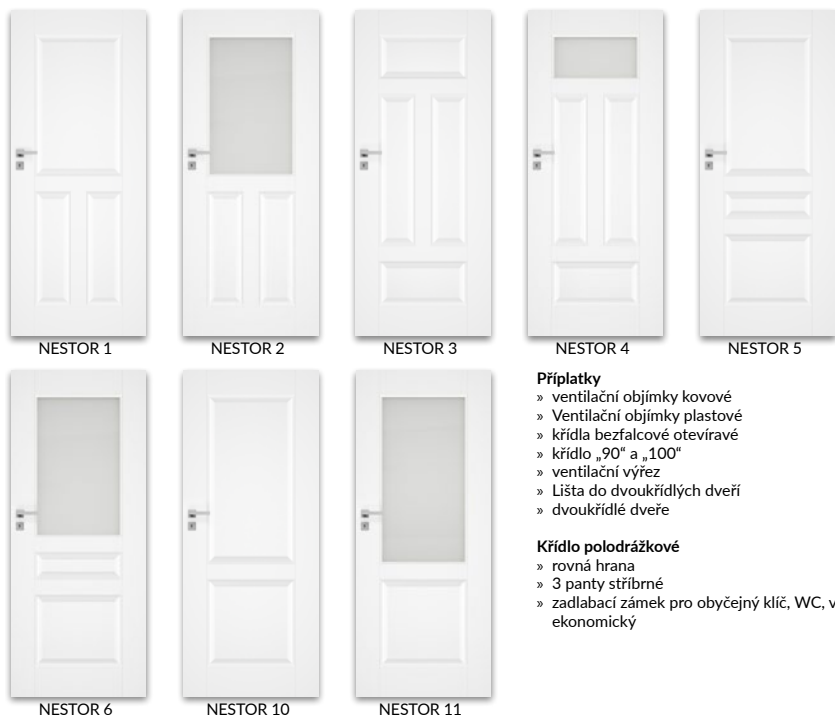 NESTOR 1
NESTOR 2
NESTOR 3
NESTOR 4
NESTOR 5
NESTOR 6
NESTOR 10
NESTOR 11
Příplatky
» ventilační objímky kovové
» Ventilační objímky plastové
» křídla bezfalcové otevíravé
» křídlo „90“ a „100“
» ventilační výřez
» Lišta do dvoukřídlých dveří
» dvoukřídlé dveře
Křídlo polodrážkové
» rovná hrana
» 3 panty stříbrné
» zadlabací zámek pro obyčejný klíč, WC, v
ekonomický